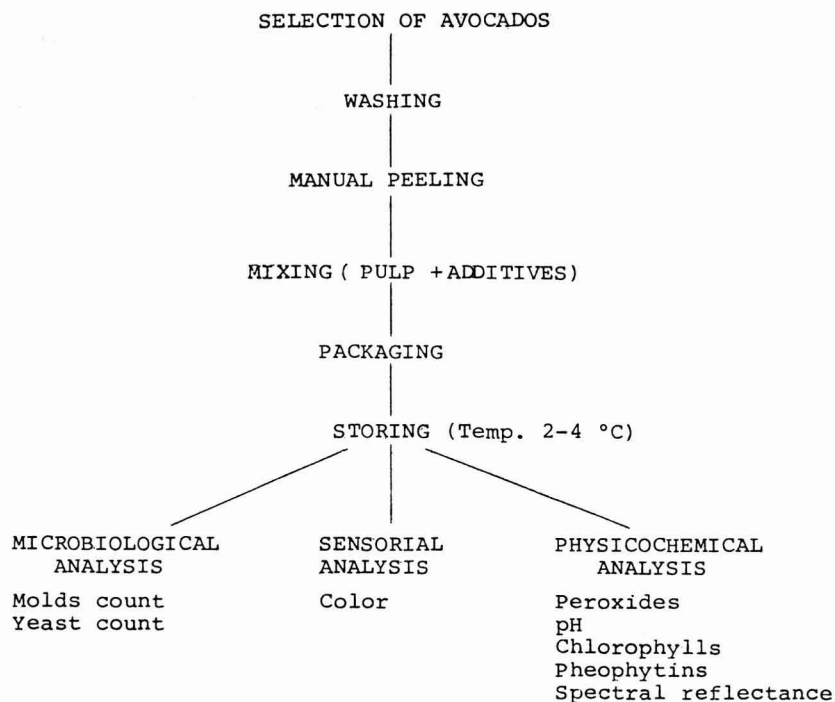 SELECTION OF AVOCADOS
WASHING
MANUAL PEELING
MIXING ( PULP +ADDITIVES)
PACKAGING
STORING (Temp. 2-4 °C)
MICROBIOLOGICAL
ANALYSIS
Molds count
Yeast count
SENSORIAL
ANALYSIS
Color
PHYSICOCHEMICAL
ANALYSIS
Peroxides
pH
Chlorophylls
Pheophytins
Spectral reflectance